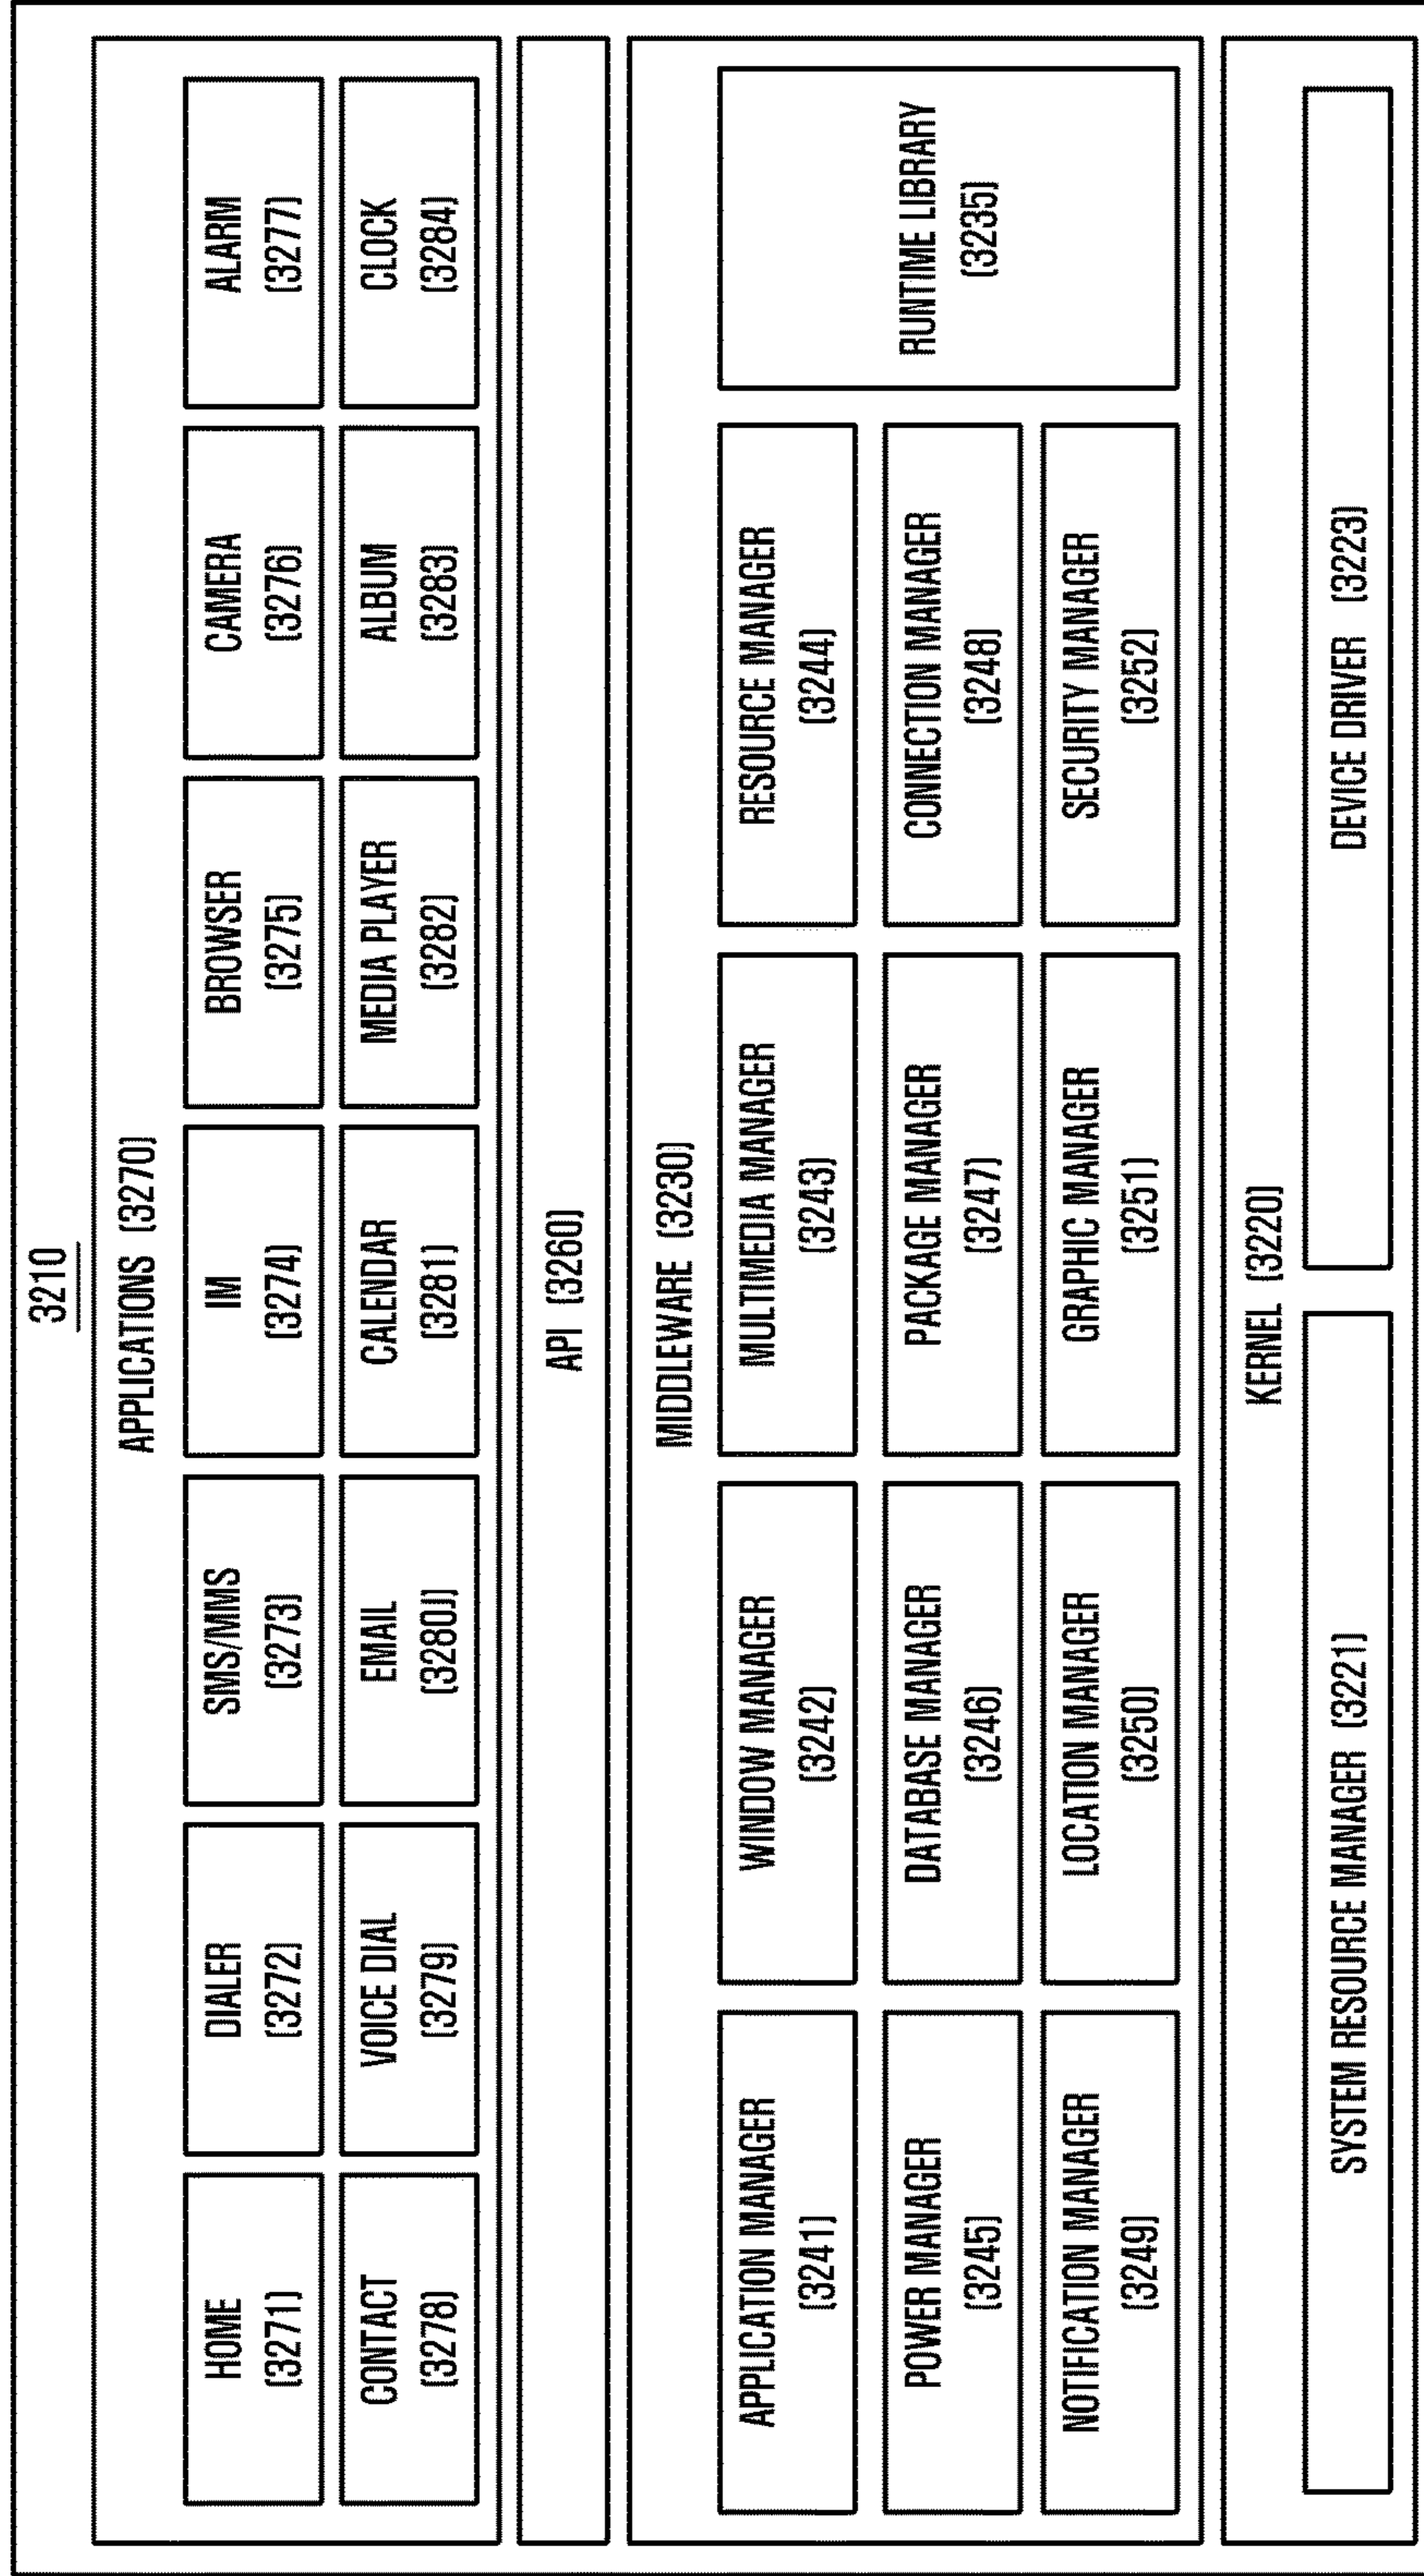 3210
APPLICATIONS (3270)
HOME
(3271)
DIALER
(3272)
SMS/MMS
(3273)
IM
(3274)
BROWSER
(3275)
CAMERA
(3276)
ALARM
(3277)
CONTACT
(3278)
VOICE DIAL
(3279)
EMAIL
(3280J)
CALENDAR
(3281)
MEDIA PLAYER
(3282)
ALBUM
(3283)
CLOCK
(3284)
API (3260)
MIDDLEWARE (3230)
APPLICATION MANAGER
(3241)
WINDOW MANAGER
(3242)
MULTIMEDIA MANAGER
(3243)
RESOURCE MANAGER
(3244)
POWER MANAGER
(3245)
DATABASE MANAGER
(3246)
PACKAGE MANAGER
(3247)
CONNECTION MANAGER
(3248)
NOTIFICATION MANAGER
(3249)
LOCATION MANAGER
(3250)
GRAPHIC MANAGER
(3251)
SECURITY MANAGER
(3252)
RUNTIME LIBRARY
(3235)
KERNEL (3220)
SYSTEM RESOURCE MANAGER (3221)
DEVICE DRIVER (3223)